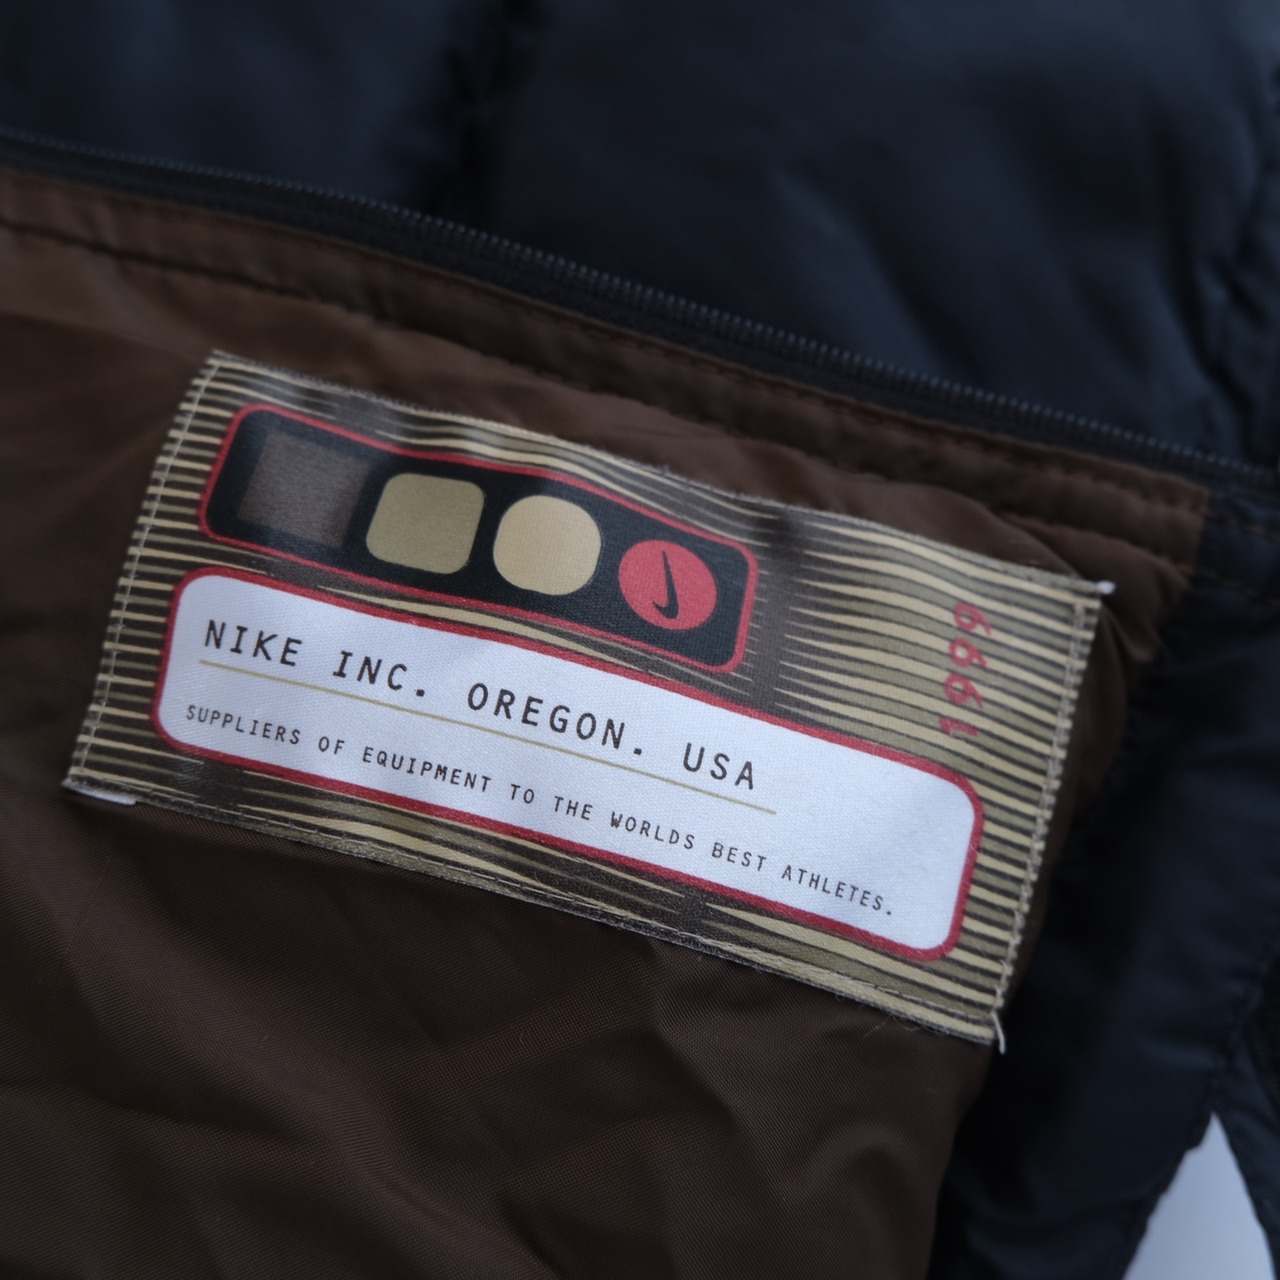 NIKE INC. OREGON. USA
SUPPLIERS OF EQUIPMENT TO THE WORLDS BEST ATHLETES.
1999